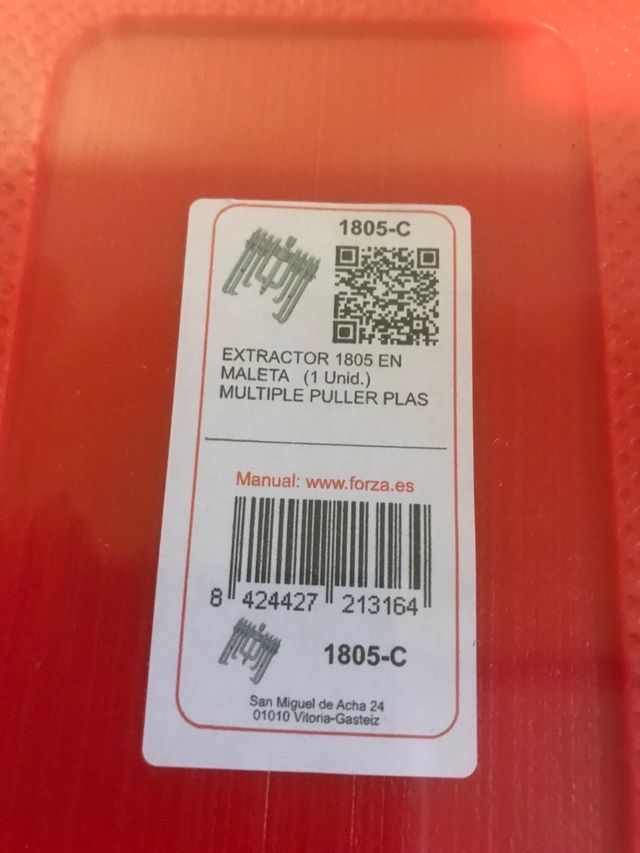 1805-C
EXTRACTOR 1805 EN
MALETA (1 Unid.)
MULTIPLE PULLER PLAS
Manual: www.forza.es
8 424427 213164
1805-C
San Miguel de Acha 24
01010 Vitoria-Gasteiz